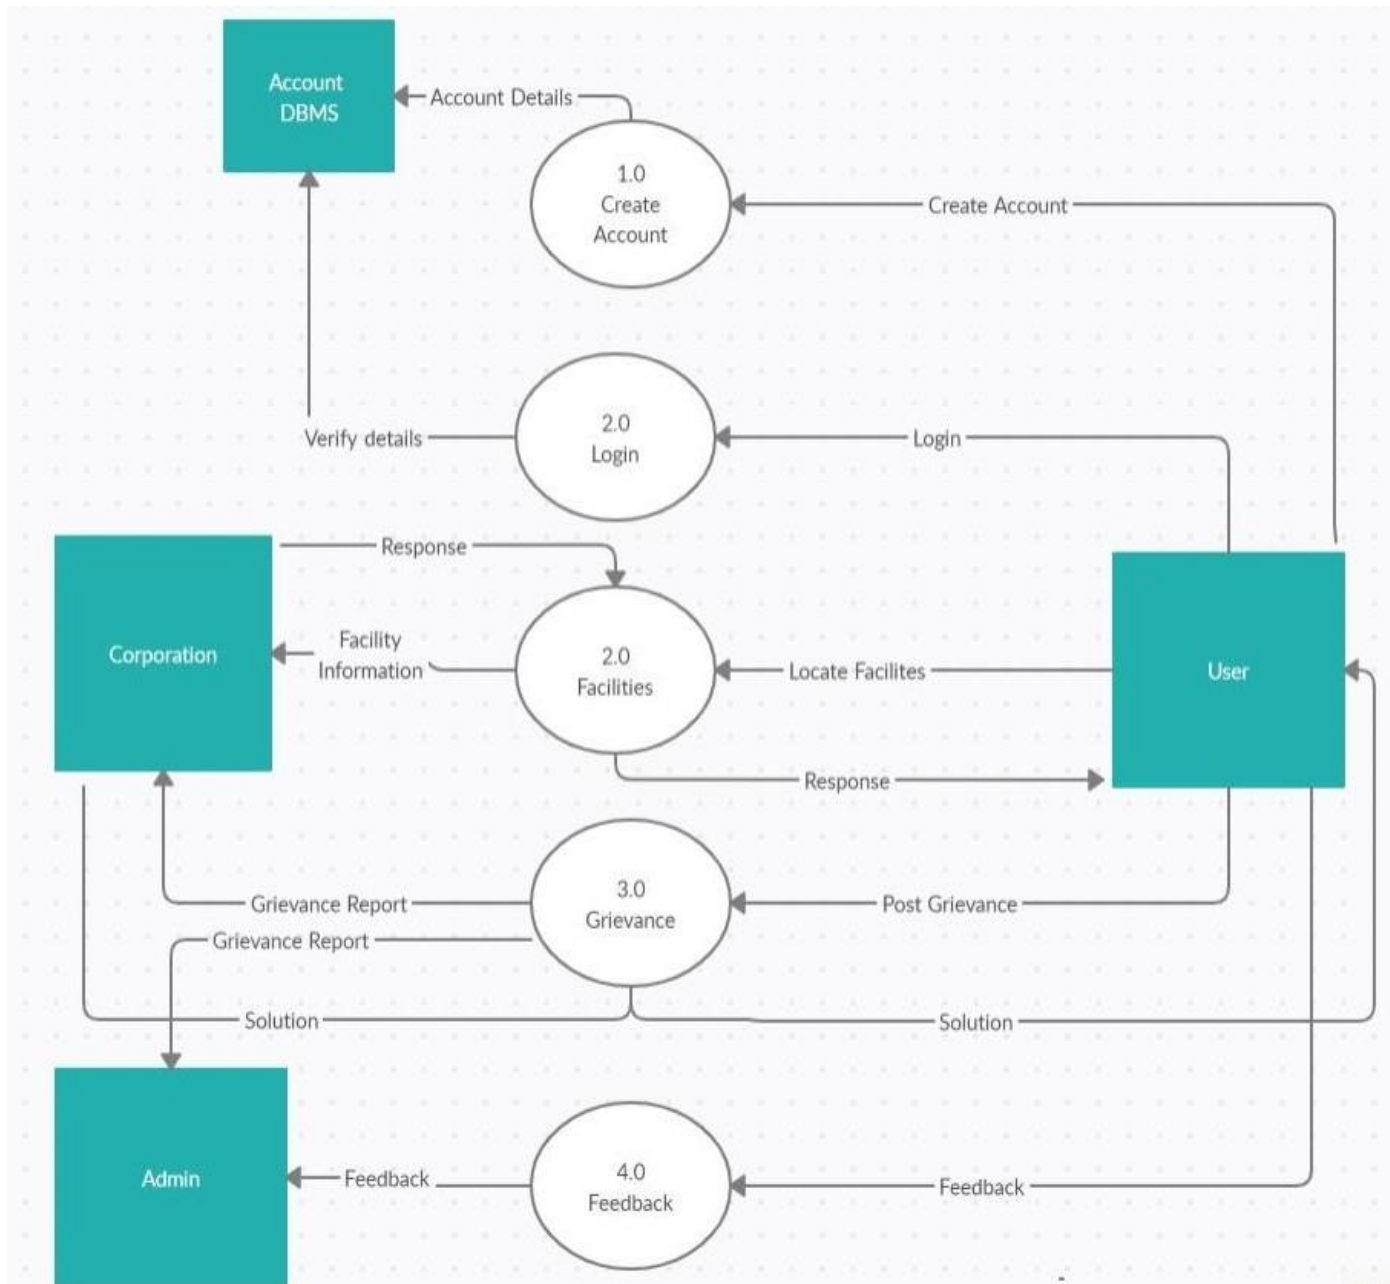 Account
DBMS
Account Details
1.0
Create
Account
Create Account
2.0
Login
Verify details
Login
Response
Corporation
Facility
Information
2.0
Facilities
Locate Facilites
User
Response
3.0
Grievance
Grievance Report
Post Grievance
Grievance Report
Solution
Solution
Admin
Feedback
4.0
Feedback
Feedback